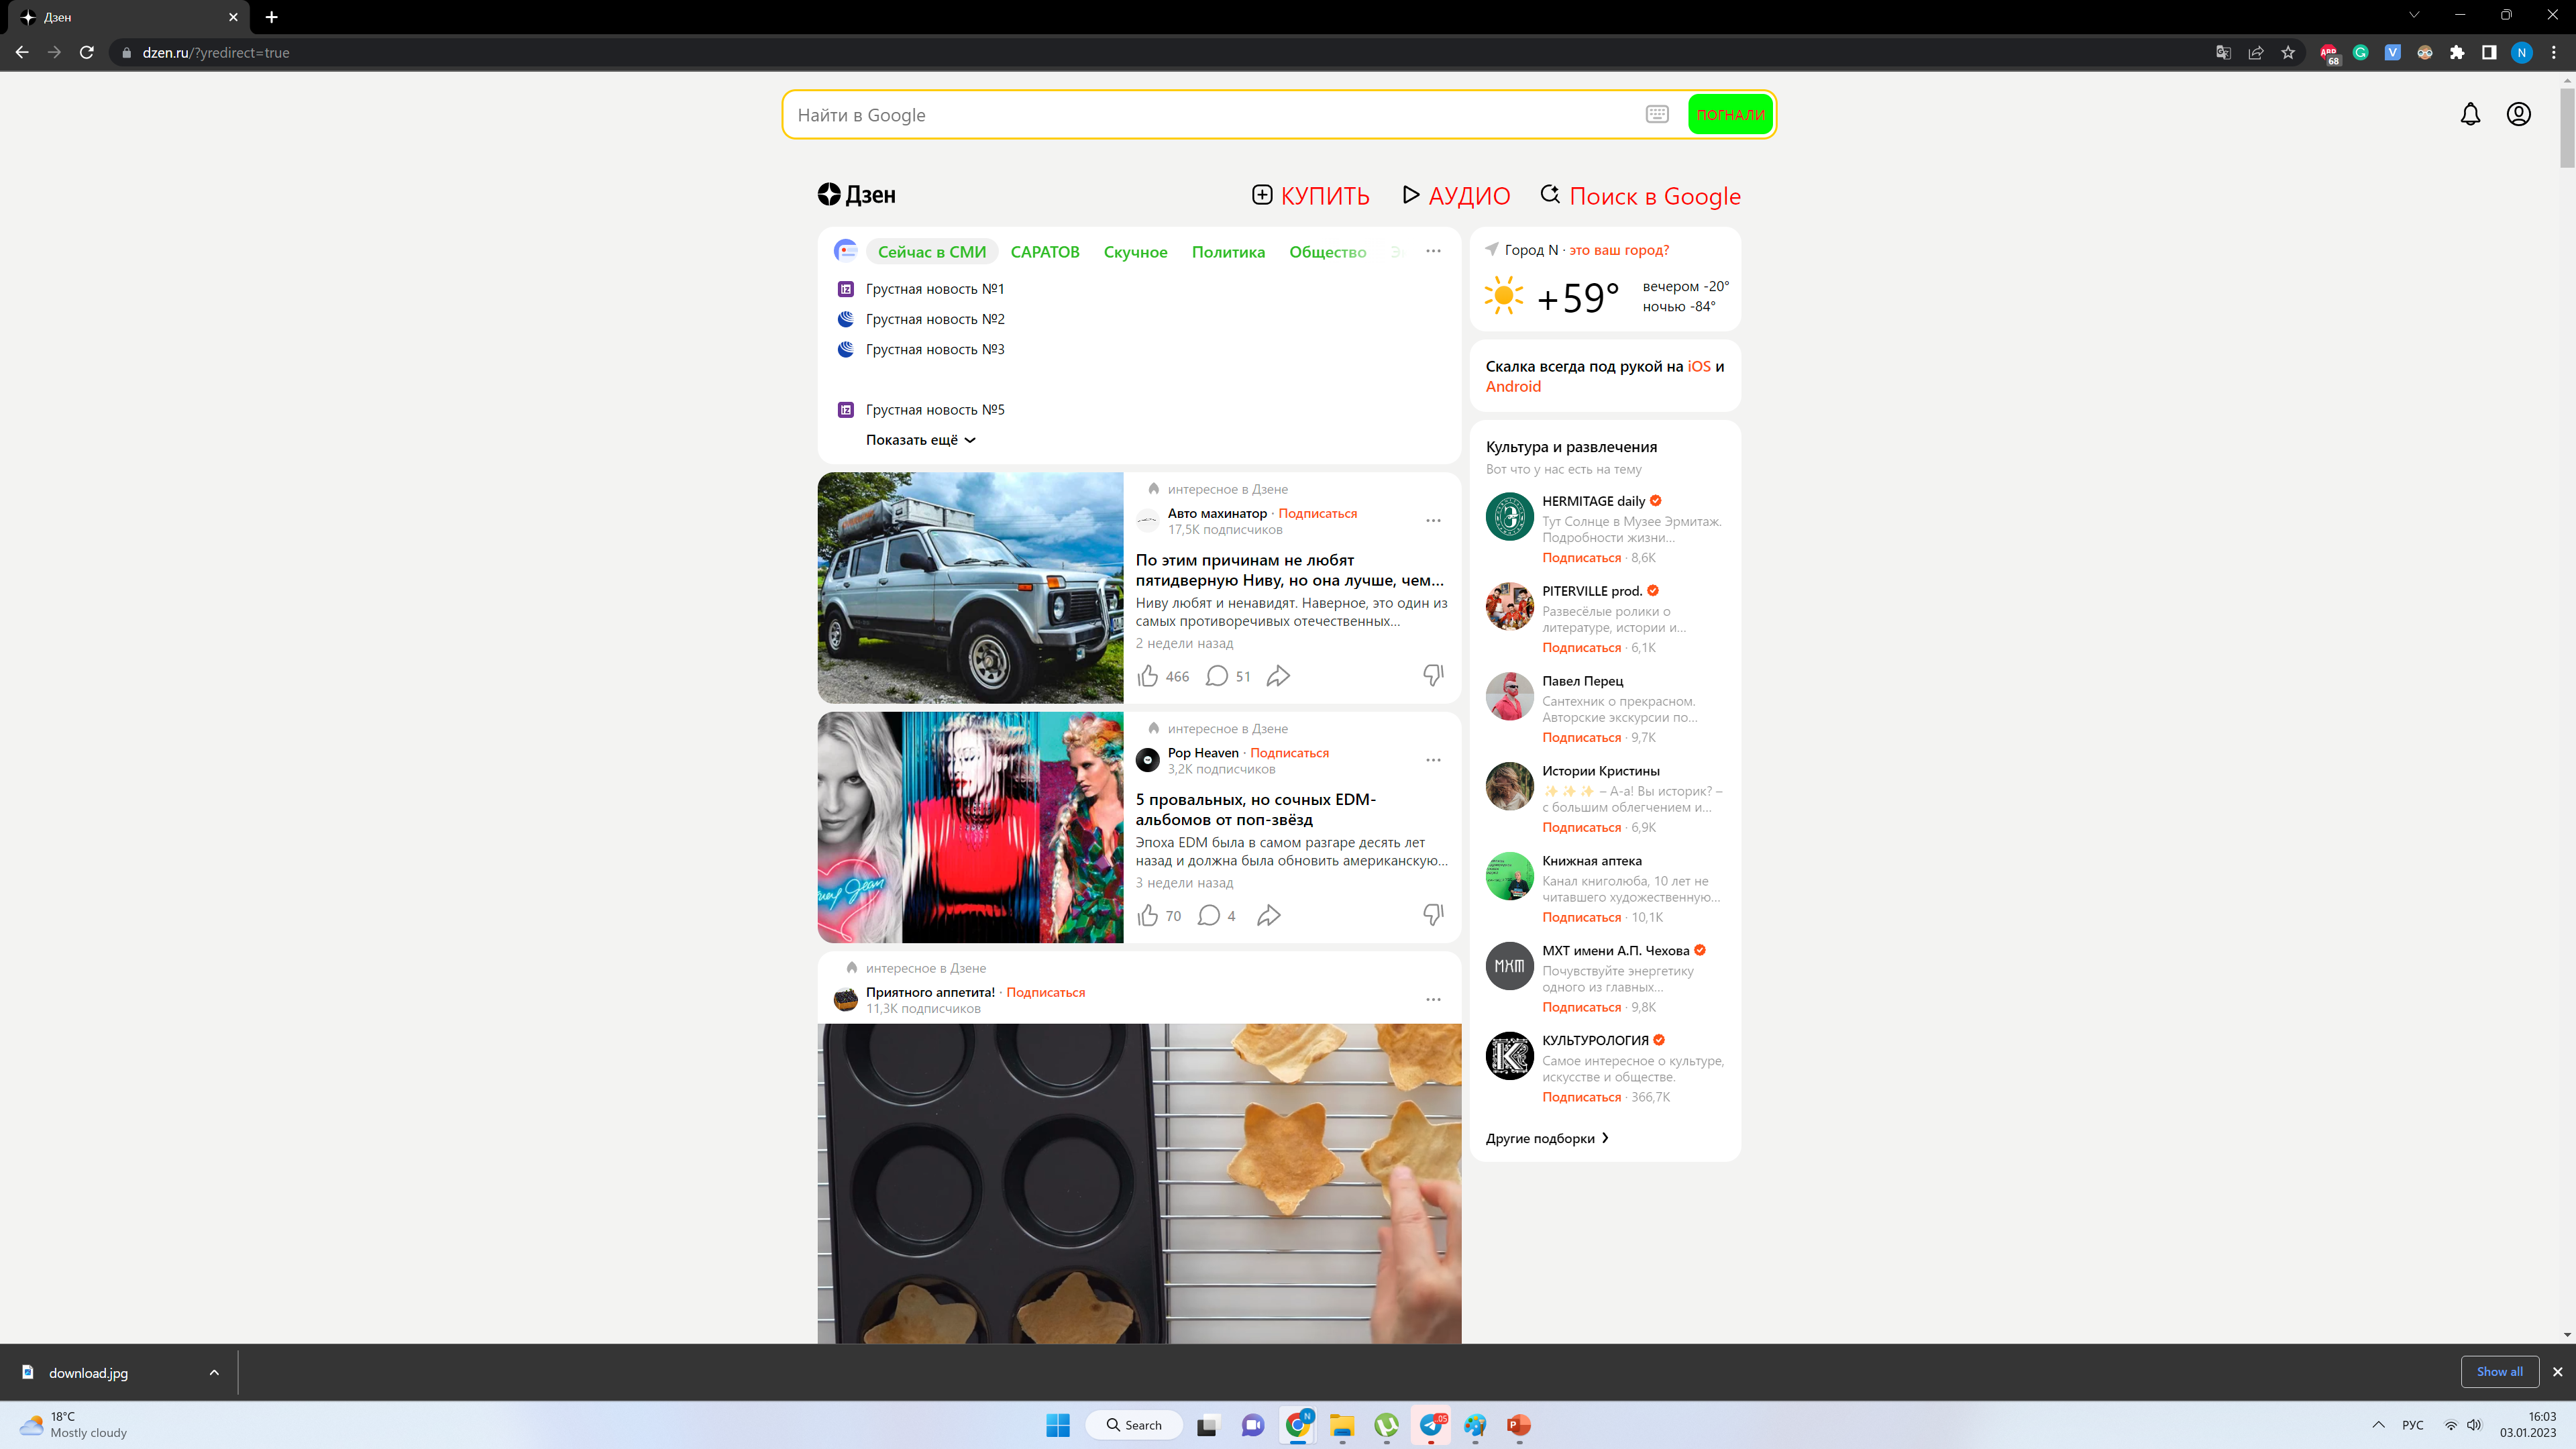 Дзен
dzen.ru/?yredirect=true
ABP
68
G
V
N
Найти в Google
ПОГНАЛИ
Дзен
КУПИТЬ
АУДИО
Поиск в Google
Сейчас в СМИ
САРАТОВ
Скучное
Политика
Общество
Грустная новость №1
Грустная новость №2
Грустная новость №3
Грустная новость №5
Показать ещё
Город N · это ваш город?
+59°
вечером -20°
ночью -84°
Скалка всегда под рукой на iOS и
Android
интересное в Дзене
Авто махинатор · Подписаться
17,5K подписчиков
По этим причинам не любят
пятидверную Ниву, но она лучше, чем...
Ниву любят и ненавидят. Наверное, это один из
самых противоречивых отечественных...
2 недели назад
466
51
интересное в Дзене
Pop Heaven · Подписаться
3,2K подписчиков
5 провальных, но сочных EDM-
альбомов от поп-звёзд
Эпоха EDM была в самом разгаре десять лет
назад и должна была обновить американскую...
3 недели назад
70
4
интересное в Дзене
Приятного аппетита! · Подписаться
11,3K подписчиков
Культура и развлечения
Вот что у нас есть на тему
HERMITAGE daily
Тут Солнце в Музее Эрмитаж.
Подробности жизни...
Подписаться · 8,6K
PITERVILLE prod.
Развесёлые ролики о
литературе, истории и...
Подписаться · 6,1K
Павел Перец
Сантехник о прекрасном.
Авторские экскурсии по...
Подписаться · 9,7K
Истории Кристины
✨ ✨ ✨ – А-а! Вы историк? –
с большим облегчением и...
Подписаться · 6,9K
Книжная аптека
Канал книголюба, 10 лет не
читавшего художественную...
Подписаться · 10,1K
МХТ
МХТ имени А.П. Чехова
Почувствуйте энергетику
одного из главных...
Подписаться · 9,8K
К
КУЛЬТУРОЛОГИЯ
Самое интересное о культуре,
искусстве и обществе.
Подписаться · 366,7K
Другие подборки
download.jpg
Show all
18°C
Mostly cloudy
Search
N
РУС
16:03
03.01.2023